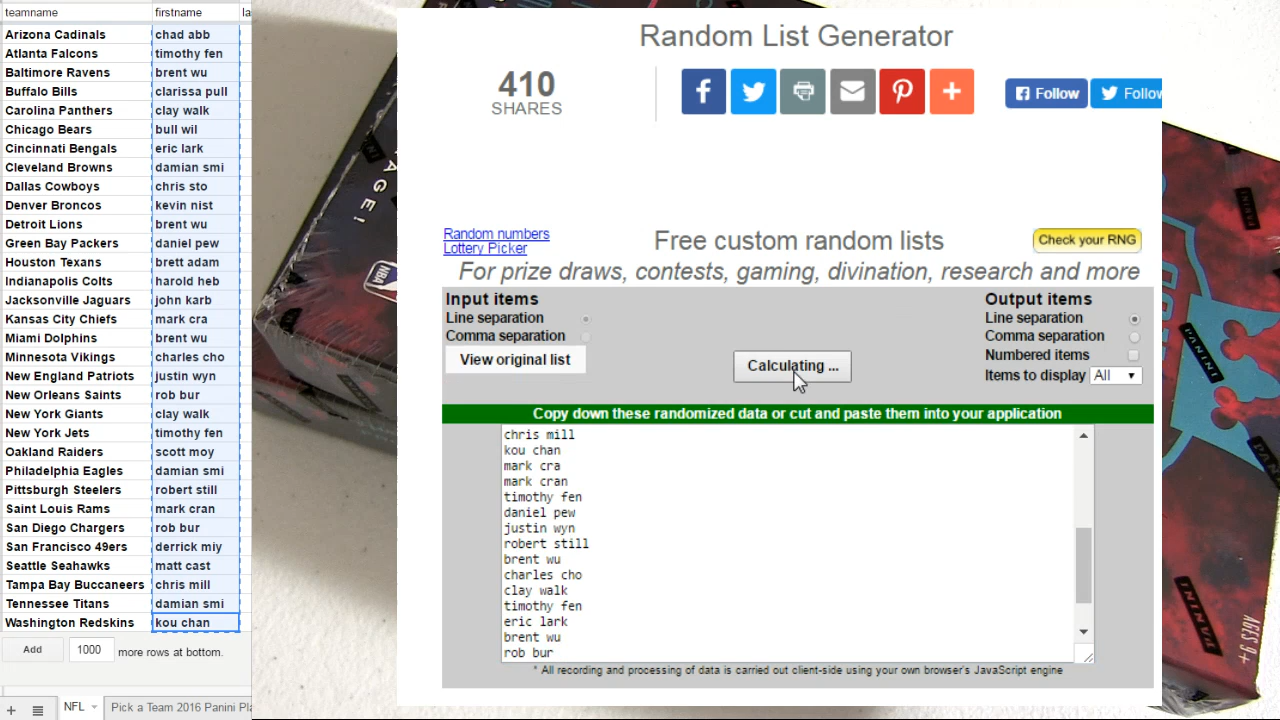 teamname firstname la
Arizona Cadinals chad abb
Atlanta Falcons timothy fen
Baltimore Ravens brent wu
Buffalo Bills clarissa pull
Carolina Panthers clay walk
Chicago Bears bull wil
Cincinnati Bengals eric lark
Cleveland Browns damian smi
Dallas Cowboys chris sto
Denver Broncos kevin nist
Detroit Lions brent wu
Green Bay Packers daniel pew
Houston Texans brett adam
Indianapolis Colts harold heb
Jacksonville Jaguars john karb
Kansas City Chiefs mark cra
Miami Dolphins brent wu
Minnesota Vikings charles cho
New England Patriots justin wyn
New Orleans Saints rob bur
New York Giants clay walk
New York Jets timothy fen
Oakland Raiders scott moy
Philadelphia Eagles damian smi
Pittsburgh Steelers robert still
Saint Louis Rams mark cran
San Diego Chargers rob bur
San Francisco 49ers derrick miy
Seattle Seahawks matt cast
Tampa Bay Buccaneers chris mill
Tennessee Titans damian smi
Washington Redskins kou chan
Add 1000 more rows at bottom.
NFL Pick a Team 2016 Panini Pla
Random List Generator
410
SHARES
Follow Follow
Random numbers
Lottery Picker
Free custom random lists
Check your RNG
For prize draws, contests, gaming, divination, research and more
Input items
Line separation
Comma separation
View original list
Calculating ...
Output items
Line separation
Comma separation
Numbered items
Items to display All
Copy down these randomized data or cut and paste them into your application
chris mill
kou chan
mark cra
mark cran
timothy fen
daniel pew
justin wyn
robert still
brent wu
charles cho
clay walk
timothy fen
eric lark
brent wu
rob bur
* All recording and processing of data is carried out client-side using your own browser's JavaScript engine
AGE!
NBA
PANINI
PANINI
PANINI
AGES 9+